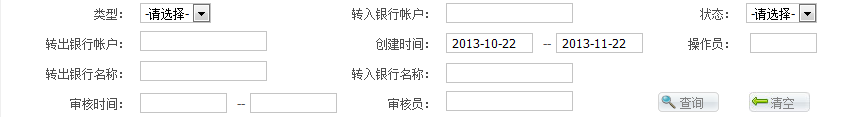 类型： -请选择- 转入银行帐户： 状态： -请选择-
转出银行帐户： 创建时间： 2013-10-22 -- 2013-11-22 操作员：
转出银行名称： 转入银行名称：
审核时间： -- 审核员： 查询 清空